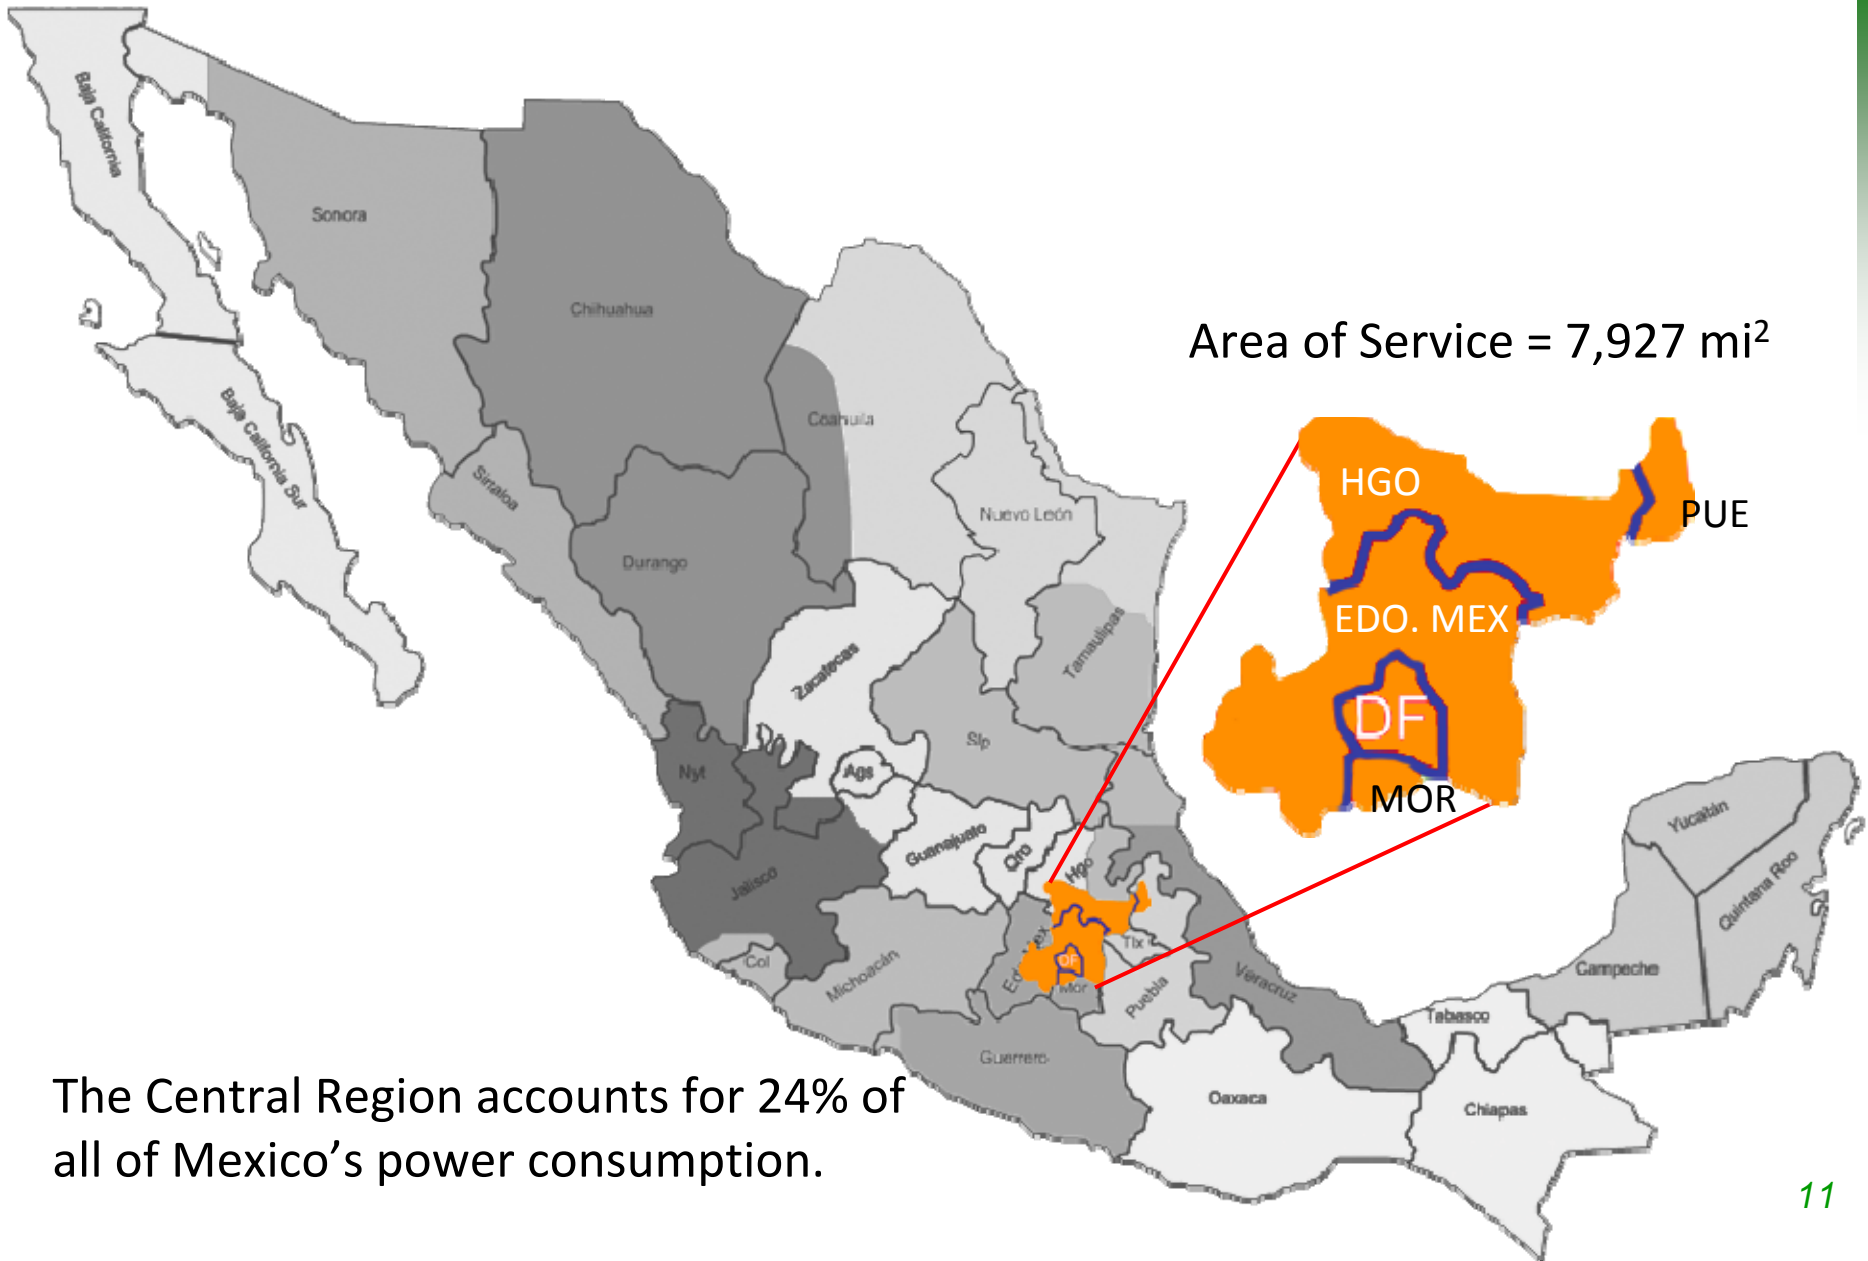 Baja California
Sonora
Chihuahua
Area of Service = 7,927 mi²
Coahuila
Baja California Sur
Sinaloa
HGO
Nuevo León
PUE
Durango
EDO. MEX
Tamaulipas
Zacatecas
DF
Slp
Nyt
Ags
MOR
Yucatán
Guanajuato
Qro
Hgo
Jalisco
Quintana Roo
Tlx
Col
Michoacán
DF
Campeche
Mor
Puebla
Veracruz
Tabasco
Guerrero
Oaxaca
Chiapas
The Central Region accounts for 24% of
all of Mexico’s power consumption.
11